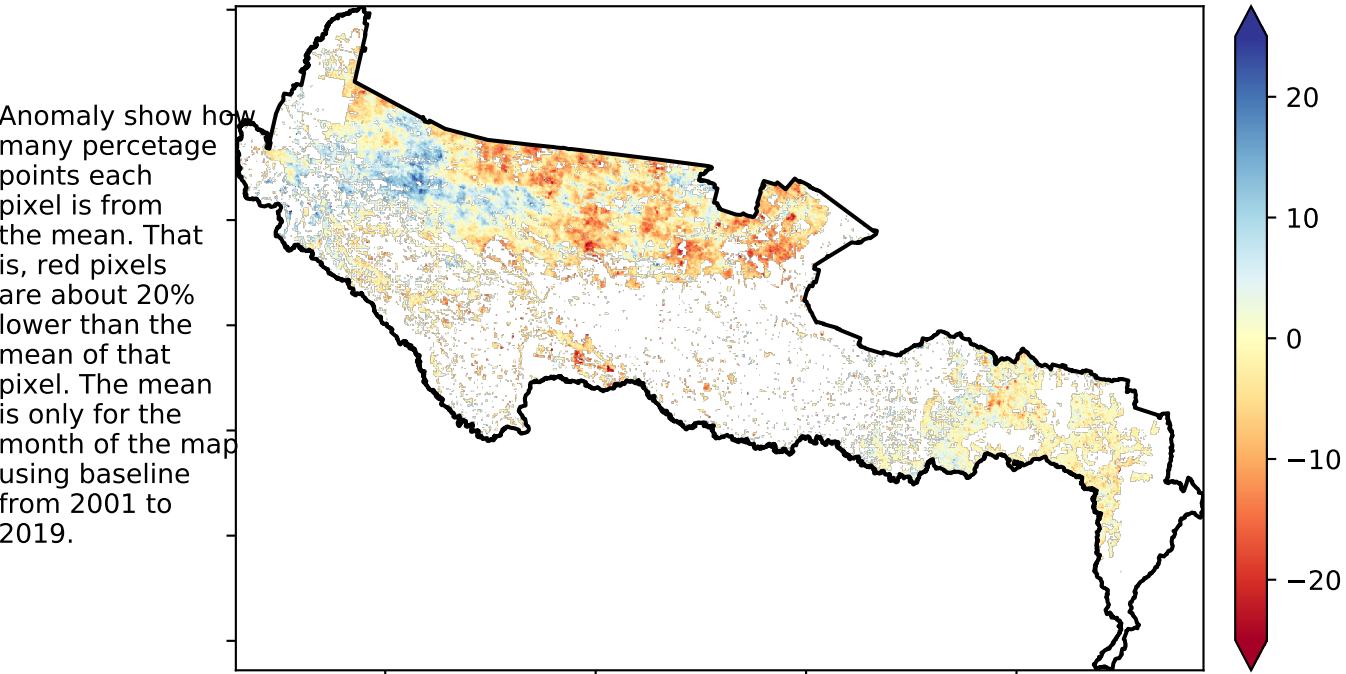 Anomaly show how
many percetage
points each
pixel is from
the mean. That
is, red pixels
are about 20%
lower than the
mean of that
pixel. The mean
is only for the
month of the map
using baseline
from 2001 to
2019.
20
10
0
−10
−20